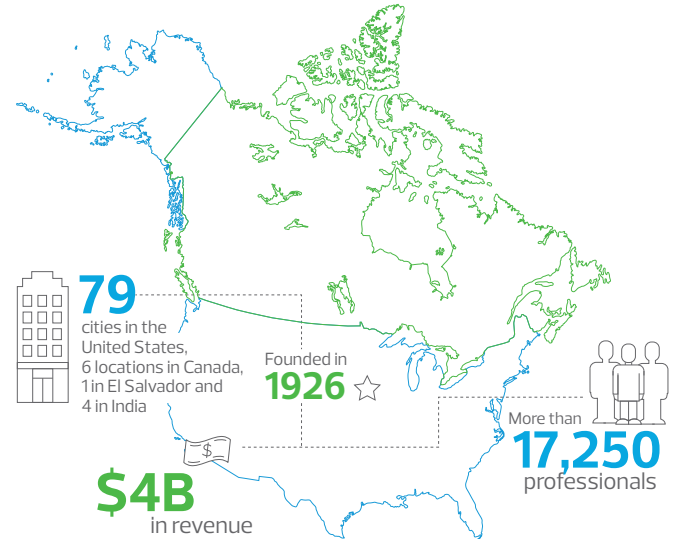 79
cities in the
United States,
6 locations in Canada,
1 in El Salvador and
4 in India
Founded in
1926
$
$4B
in revenue
More than
17,250
professionals